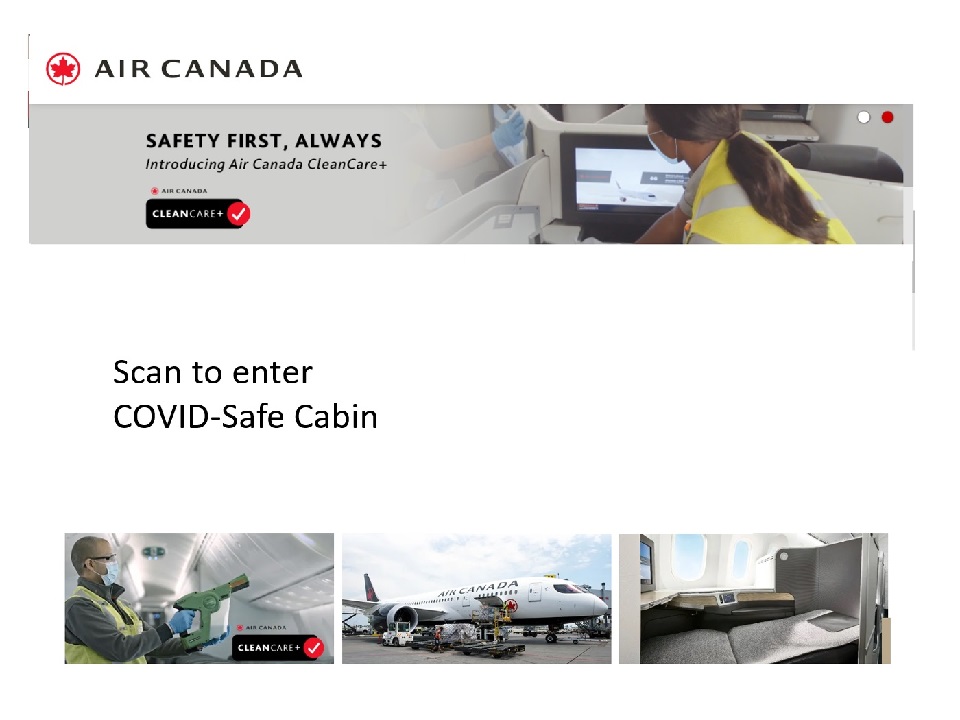 AIR CANADA
SAFETY FIRST, ALWAYS
Introducing Air Canada CleanCare+
AIR CANADA
CLEANCARE+
Scan to enter
COVID-Safe Cabin
AIR CANADA
CLEANCARE+
AIR CANADA